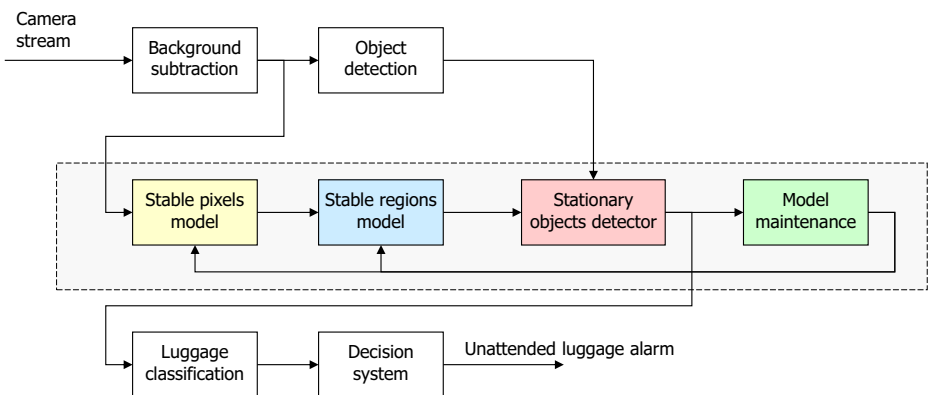 Camera
stream
Background
subtraction
Object
detection
Stable pixels
model
Stable regions
model
Stationary
objects detector
Model
maintenance
Luggage
classification
Decision
system
Unattended luggage alarm